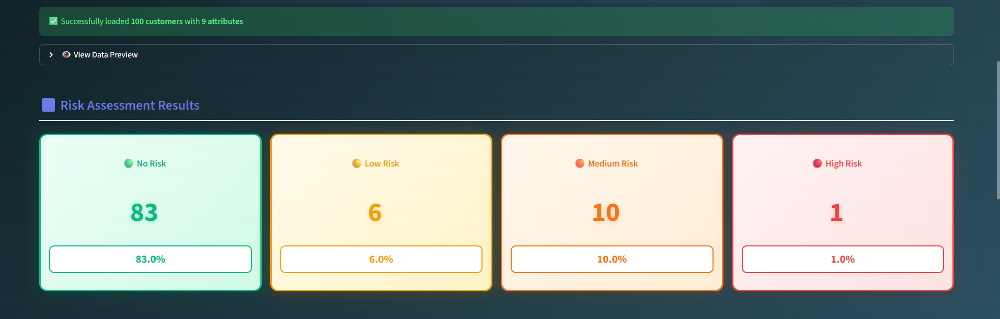 ✅ Successfully loaded 100 customers with 9 attributes
View Data Preview
Risk Assessment Results
No Risk
83
83.0%
Low Risk
6
6.0%
Medium Risk
10
10.0%
High Risk
1
1.0%